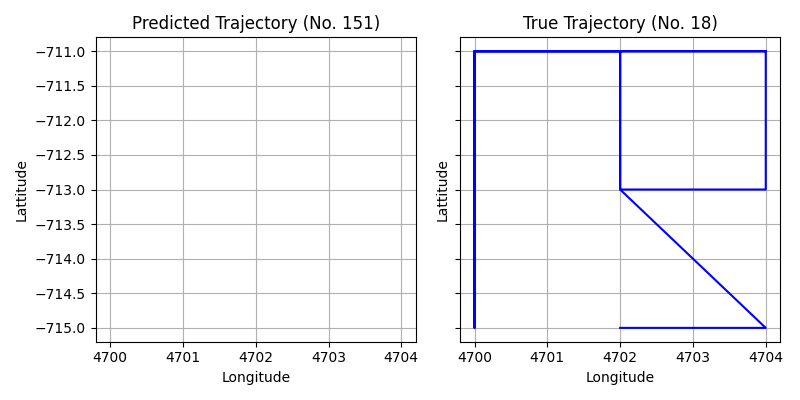 Predicted Trajectory (No. 151)
True Trajectory (No. 18)
−711.0
−711.5
−712.0
−712.5
−713.0
−713.5
−714.0
−714.5
−715.0
Lattitude
Lattitude
4700 4701 4702 4703 4704
4700 4701 4702 4703 4704
Longitude
Longitude